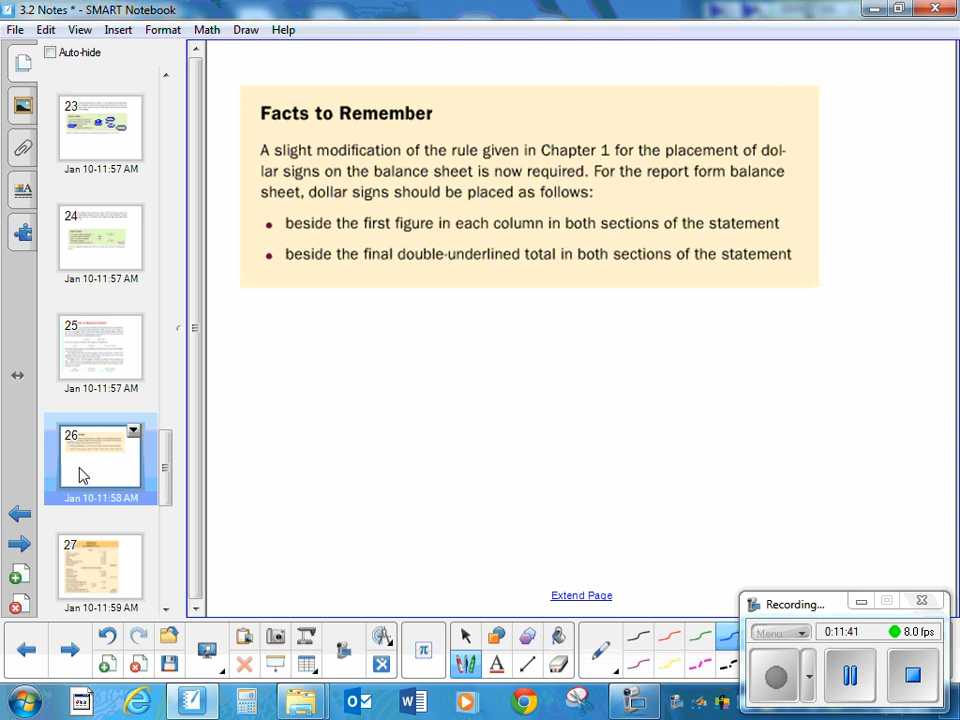 3.2 Notes * - SMART Notebook
File Edit View Insert Format Math Draw Help
Auto-hide
23
Jan 10-11:57 AM
24
Jan 10-11:57 AM
25
Jan 10-11:57 AM
26
Jan 10-11:58 AM
27
Jan 10-11:59 AM
Facts to Remember
A slight modification of the rule given in Chapter 1 for the placement of dol-
lar signs on the balance sheet is now required. For the report form balance
sheet, dollar signs should be placed as follows:
• beside the first figure in each column in both sections of the statement
• beside the final double-underlined total in both sections of the statement
Extend Page
Recording...
Menu 0:11:41 8.0 fps